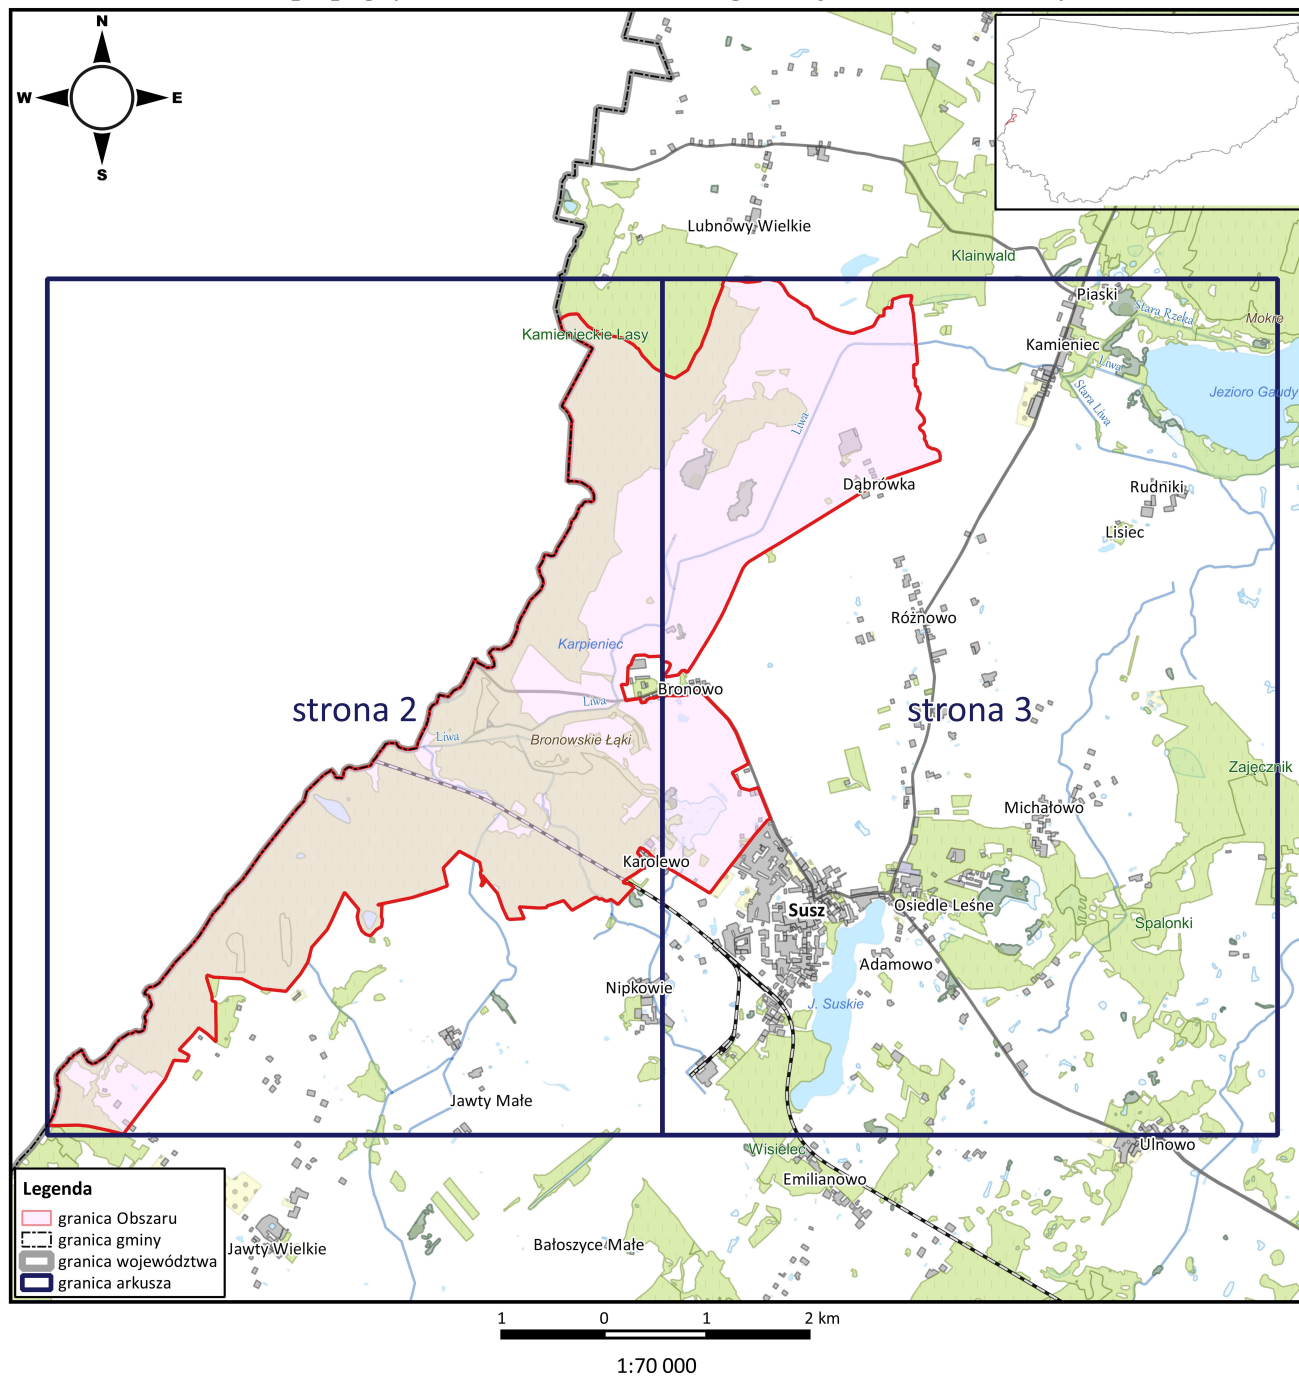 N
W
E
S
Lubnowy Wielkie
Klainwald
Piaski
Stara Rzeka
Mokre
Kamienieckie Lasy
Kamieniec
Liwa
Stara Liwa
Jezioro Gaudy
Liwa
Dąbrówka
Rudniki
Lisiec
Różnowo
Karpieniec
Bronowo
Liwa
strona 2
strona 3
Liwa
Bronowskie Łąki
Zajęcznik
Michałowo
Karolewo
Susz
Osiedle Leśne
Spalonki
Adamowo
Nipkowie
J. Suskie
Jawty Małe
Wisielec
Ulnowo
Emilianowo
Legenda
granica Obszaru
granica gminy
granica województwa
granica arkusza
Jawty Wielkie
Bałoszyce Małe
1 0 1 2 km
1:70 000